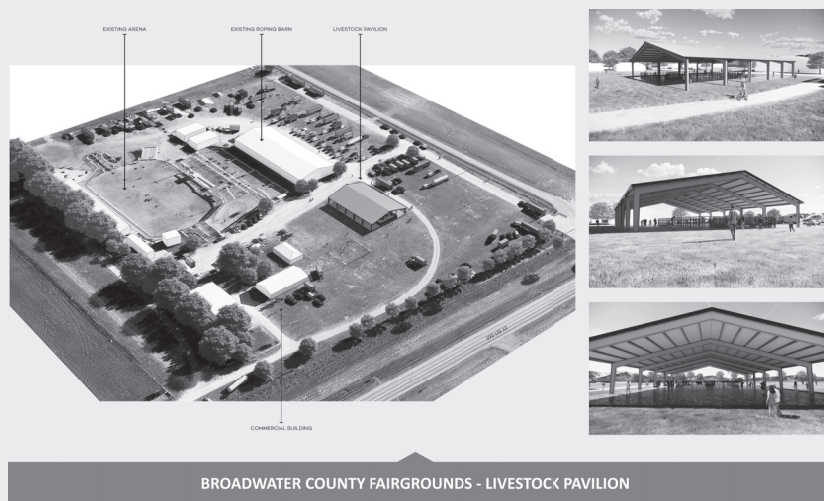 EXISTING ARENA
EXISTING ROPING BARN
LIVESTOCK PAVILION
COMMERCIAL BUILDING
BROADWATER COUNTY FAIRGROUNDS - LIVESTOCK PAVILION